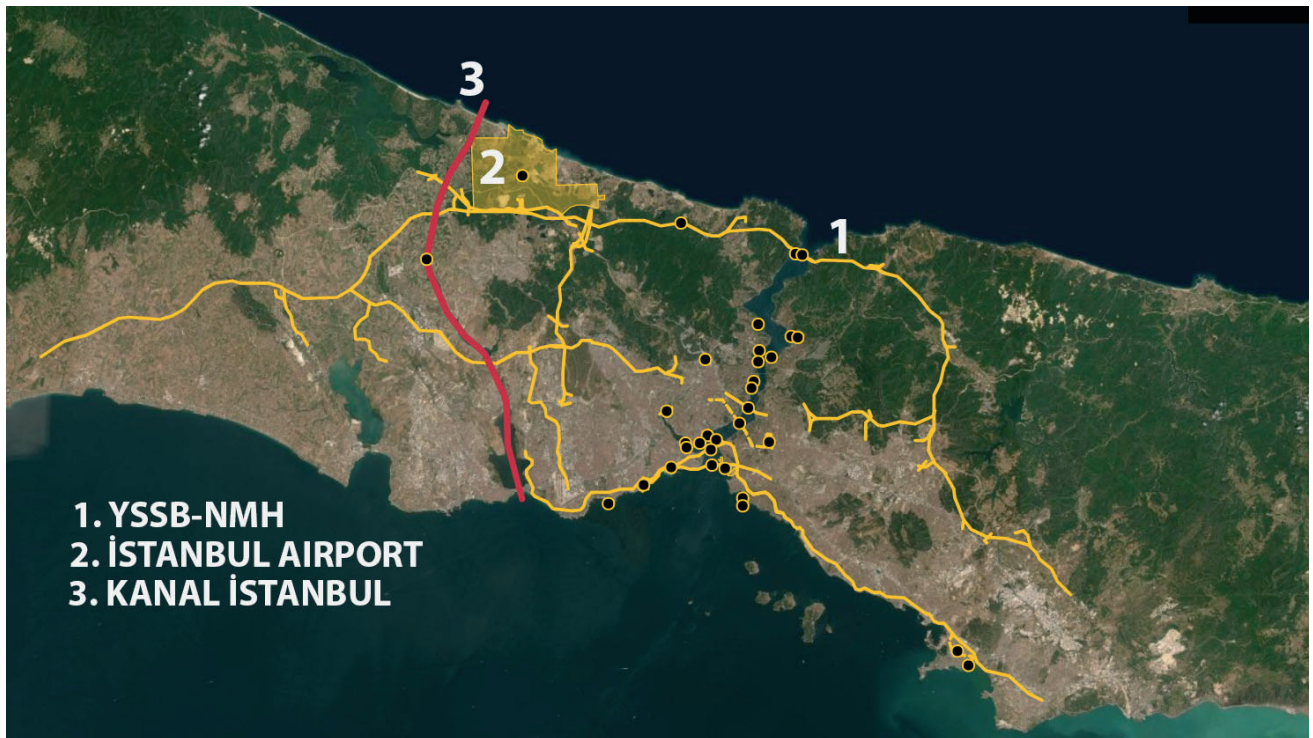 3
2
1
1. YSSB-NMH
2. İSTANBUL AIRPORT
3. KANAL İSTANBUL